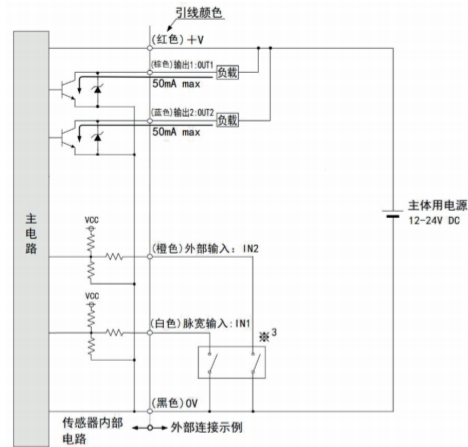 引线颜色
(红色)＋V
(棕色)输出1:OUT1
负载
50mA max
(蓝色)输出2:OUT2
负载
50mA max
主体用电源
12-24V DC
主电路
VCC
(橙色)外部输入: IN2
VCC
(白色)脉宽输入:IN1
※3
(黑色)0V
传感器内部
电路
外部连接示例